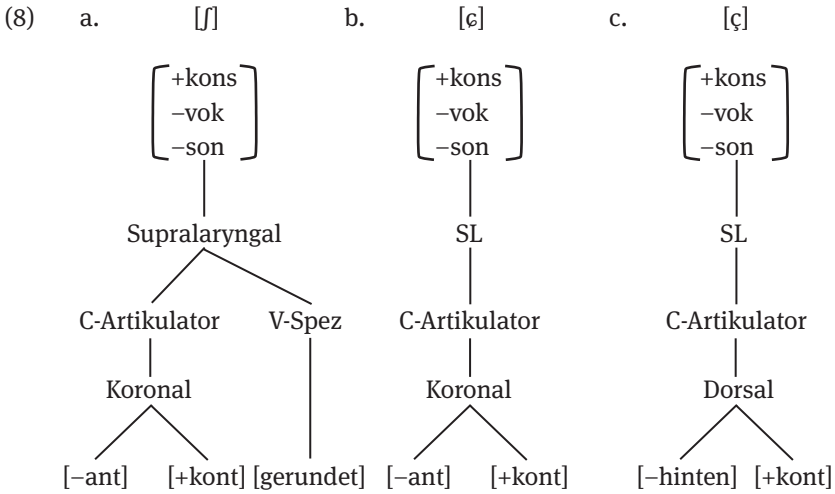 (8) a. [ʃ] b. [ɕ] c. [ç]
+kons +kons +kons
–vok –vok –vok
–son –son –son
Supralaryngal SL SL
C-Artikulator V-Spez C-Artikulator C-Artikulator
Koronal Koronal Dorsal
[–ant] [+kont] [gerundet] [–ant] [+kont] [–hinten] [+kont]